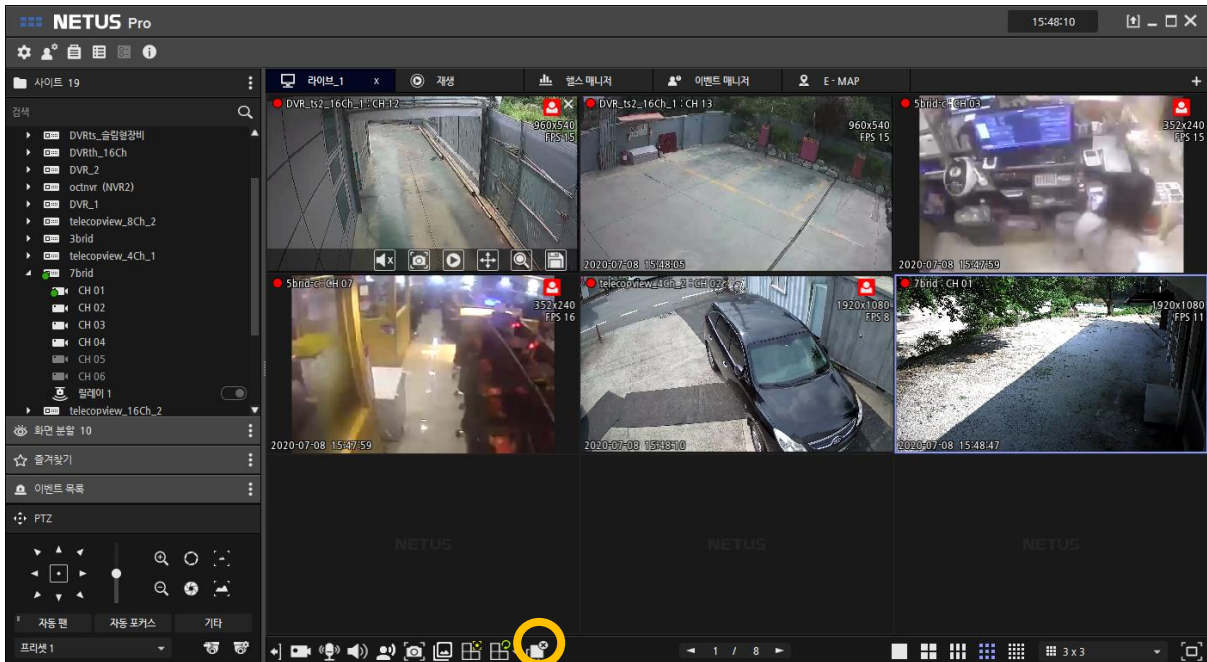 NETUS Pro
15:48:10
사이트 19
라이브_1 x
재생
헬스 매니저
이벤트 매니저
E - MAP
검색
DVRts_슬림형장비
DVRth_16Ch
DVR_2
octnvr (NVR2)
DVR_1
telecopview_8Ch_2
3brid
telecopview_4Ch_1
7brid
CH 01
CH 02
CH 03
CH 04
CH 05
CH 06
릴레이 1
telecopview_16Ch_2
화면 분할 10
즐겨찾기
이벤트 목록
PTZ
자동 팬
자동 포커스
기타
프리셋 1
DVR_ts2_16Ch_1 : CH 12
960x540
FPS 15
DVR_ts2_16Ch_1 : CH 13
960x540
FPS 15
2020-07-08 15:48:05
5brid-c : CH 03
352x240
FPS 15
2020-07-08 15:47:59
5brid-c : CH 07
352x240
FPS 16
2020-07-08 15:47:59
telecopview_4Ch_2 : CH 02
1920x1080
FPS 8
2020-07-08 15:48:10
7brid : CH 01
1920x1080
FPS 11
2020-07-08 15:48:47
NETUS
NETUS
NETUS
1 / 8
3 x 3